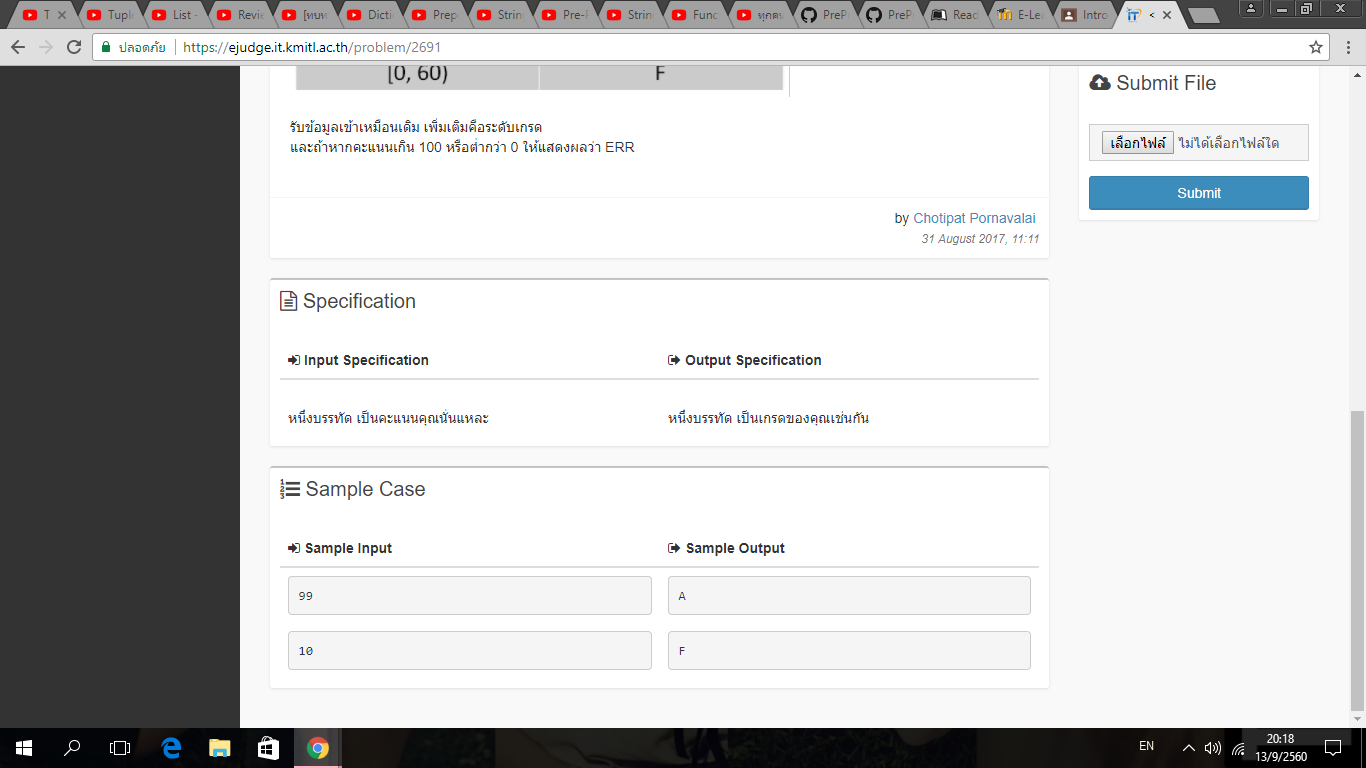 T
Tuple
List -
Revie
[ทบท
Dictio
Prep
String
Pre-P
String
Func
ทุกตน
PreP
PreP
Read
E-Lea
Intro
<
ปลอดภัย https://ejudge.it.kmitl.ac.th/problem/2691
[0, 60) F
รับข้อมูลเข้าเหมือนเดิม เพิ่มเติมคือระดับเกรด
และถ้าหากคะแนนเกิน 100 หรือต่ำกว่า 0 ให้แสดงผลว่า ERR
by Chotipat Pornavalai
31 August 2017, 11:11
Submit File
เลือกไฟล์ ไม่ได้เลือกไฟล์ใด
Submit
Specification
Input Specification Output Specification
หนึ่งบรรทัด เป็นคะแนนคุณนั่นแหละ หนึ่งบรรทัด เป็นเกรดของคุณเช่นกัน
Sample Case
Sample Input Sample Output
99 A
10 F
EN
20:18
13/9/2560